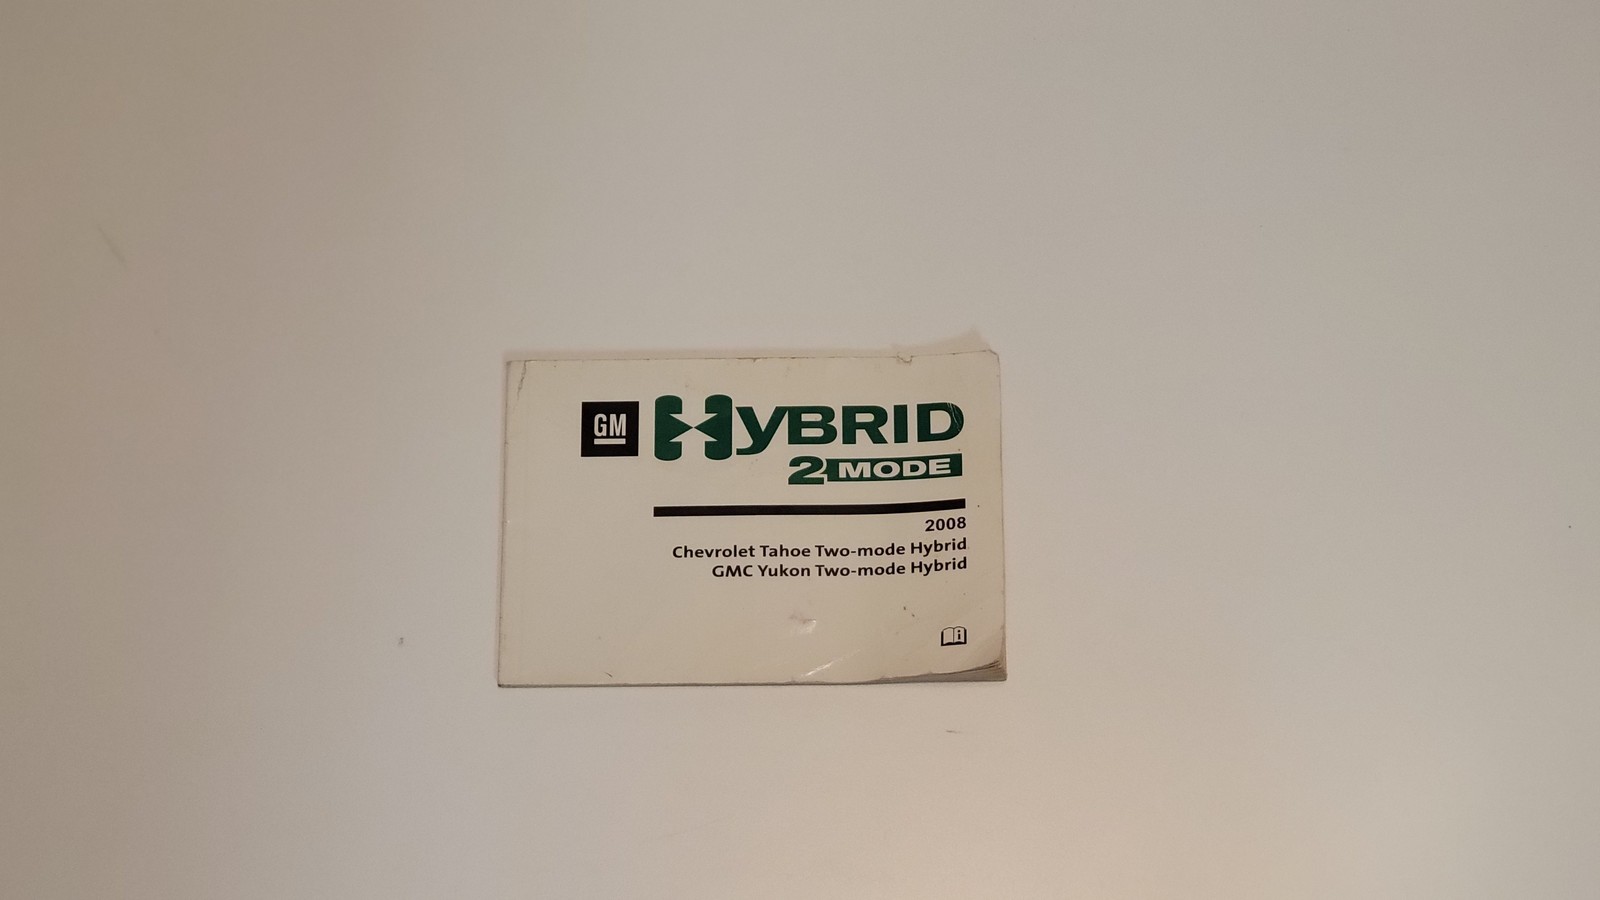 GM HYBRID
2 MODE
2008
Chevrolet Tahoe Two-mode Hybrid
GMC Yukon Two-mode Hybrid
i